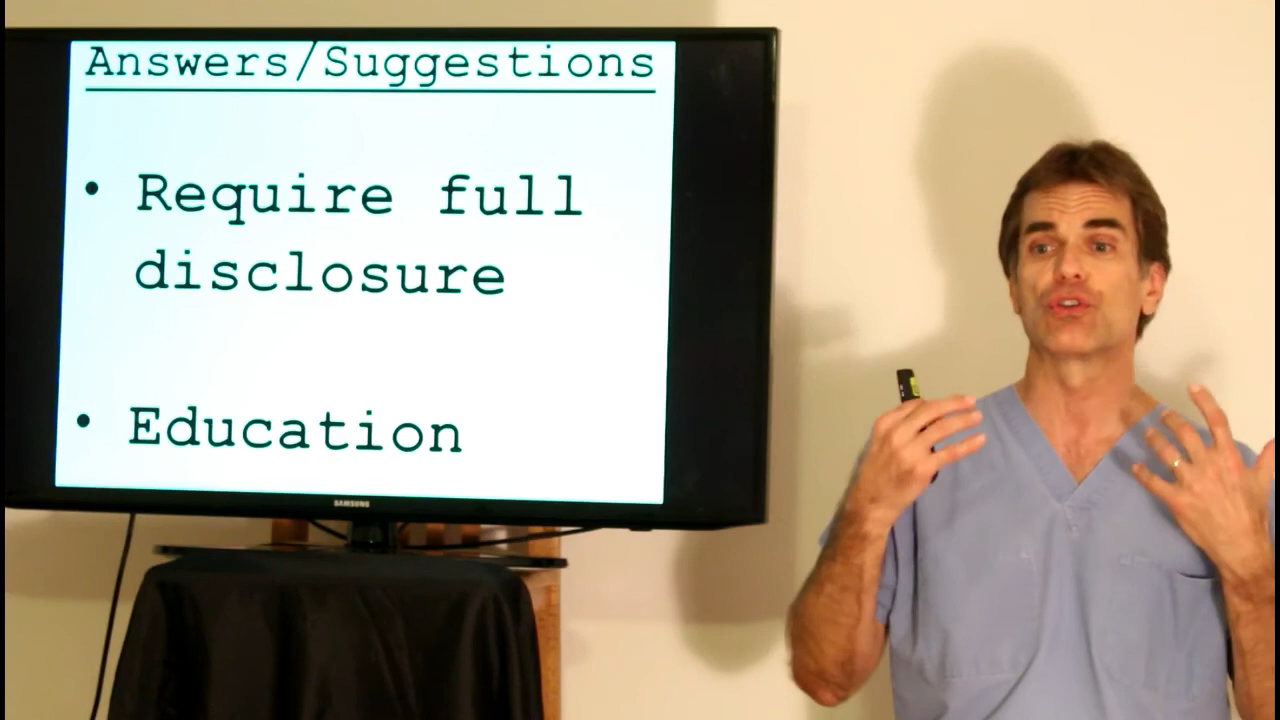 Answers/Suggestions
• Require full
disclosure
• Education
SAMSUNG